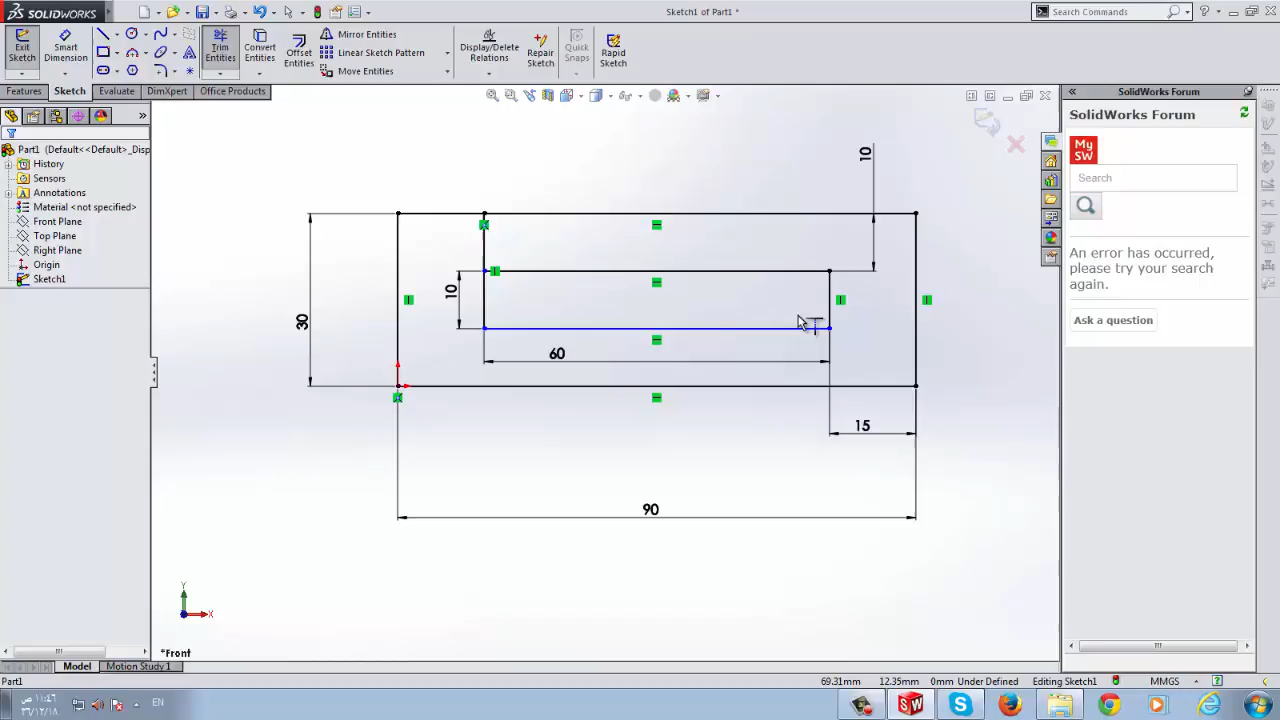 SOLIDWORKS
Sketch1 of Part1 *
Search Commands
Exit Sketch
Smart Dimension
Trim Entities
Convert Entities
Offset Entities
Mirror Entities
Linear Sketch Pattern
Move Entities
Display/Delete Relations
Repair Sketch
Quick Snaps
Rapid Sketch
Features
Sketch
Evaluate
DimXpert
Office Products
Part1 (Default<<Default>_Disp
History
Sensors
Annotations
Material <not specified>
Front Plane
Top Plane
Right Plane
Origin
Sketch1
10
30
10
60
15
90
Y
X
*Front
SolidWorks Forum
SolidWorks Forum
My SW
Search
An error has occurred,
please try your search
again.
Ask a question
Model
Motion Study 1
Part1
69.31mm
12.35mm
0mm
Under Defined
Editing Sketch1
MMGS
EN